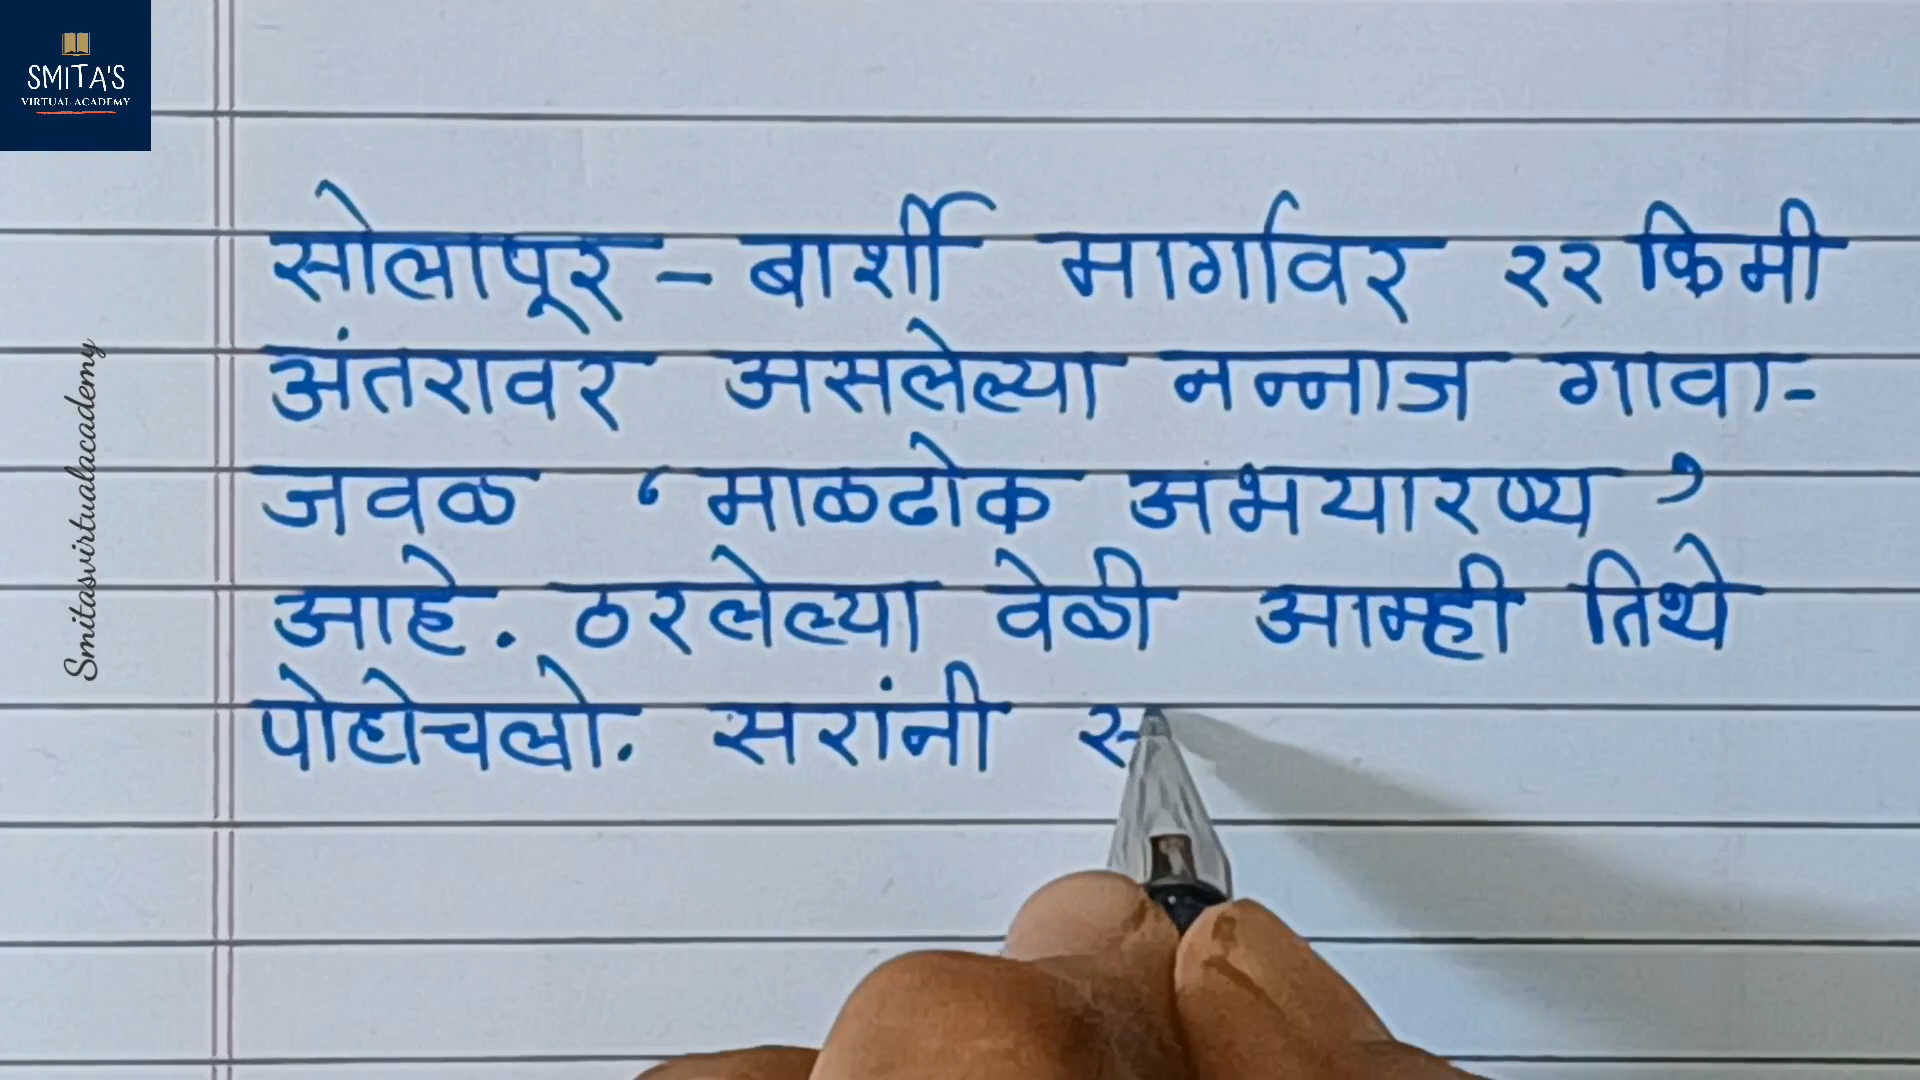 SMITA'S
VIRTUAL ACADEMY
Smitasvirtualacademy
सोलापूर - बार्शी मार्गावर २२ किमी
अंतरावर असलेल्या नन्नाज गावा-
जवळ ‘माळढोक अभयारण्य’
आहे. ठरलेल्या वेळी आम्ही तिथे
पोहोचलो. सरांनी